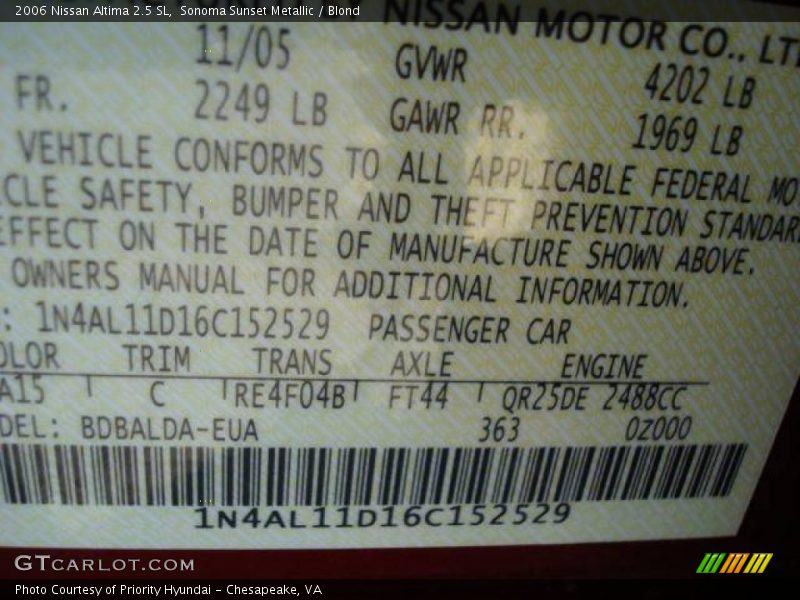 2006 Nissan Altima 2.5 SL, Sonoma Sunset Metallic / Blond
NISSAN MOTOR CO., LT
11/05 GVWR 4202 LB
FR. 2249 LB GAWR RR. 1969 LB
VEHICLE CONFORMS TO ALL APPLICABLE FEDERAL MO
CLE SAFETY, BUMPER AND THEFT PREVENTION STANDAR
EFFECT ON THE DATE OF MANUFACTURE SHOWN ABOVE.
OWNERS MANUAL FOR ADDITIONAL INFORMATION.
: 1N4AL11D16C152529 PASSENGER CAR
OLOR TRIM TRANS AXLE ENGINE
A15 C RE4F04B FT44 QR25DE 2488CC
DEL: BDBALDA-EUA 363 0Z000
1N4AL11D16C152529
GTCARLOT.COM
Photo Courtesy of Priority Hyundai - Chesapeake, VA